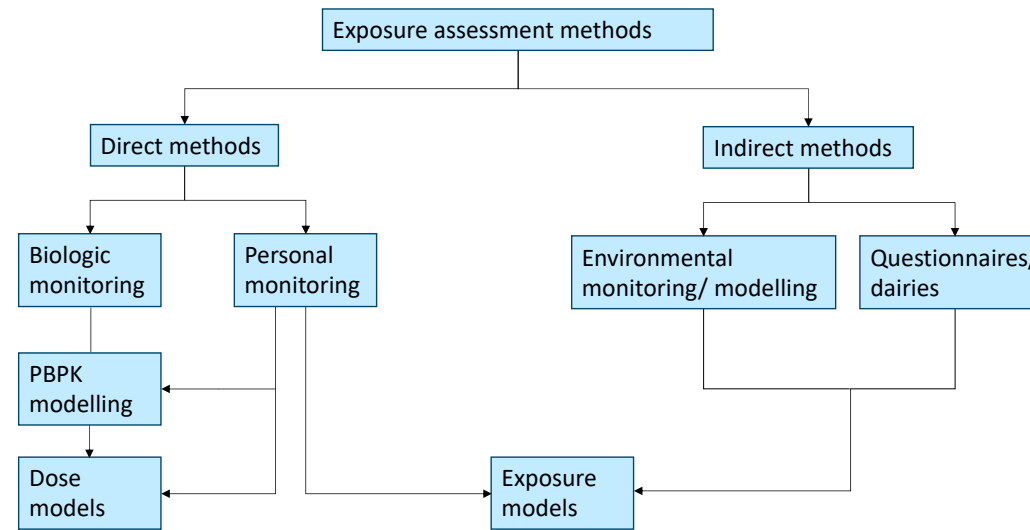 Exposure assessment methods
Direct methods
Indirect methods
Biologic
monitoring
Personal
monitoring
Environmental
monitoring/ modelling
Questionnaires,
dairies
PBPK
modelling
Dose
models
Exposure
models